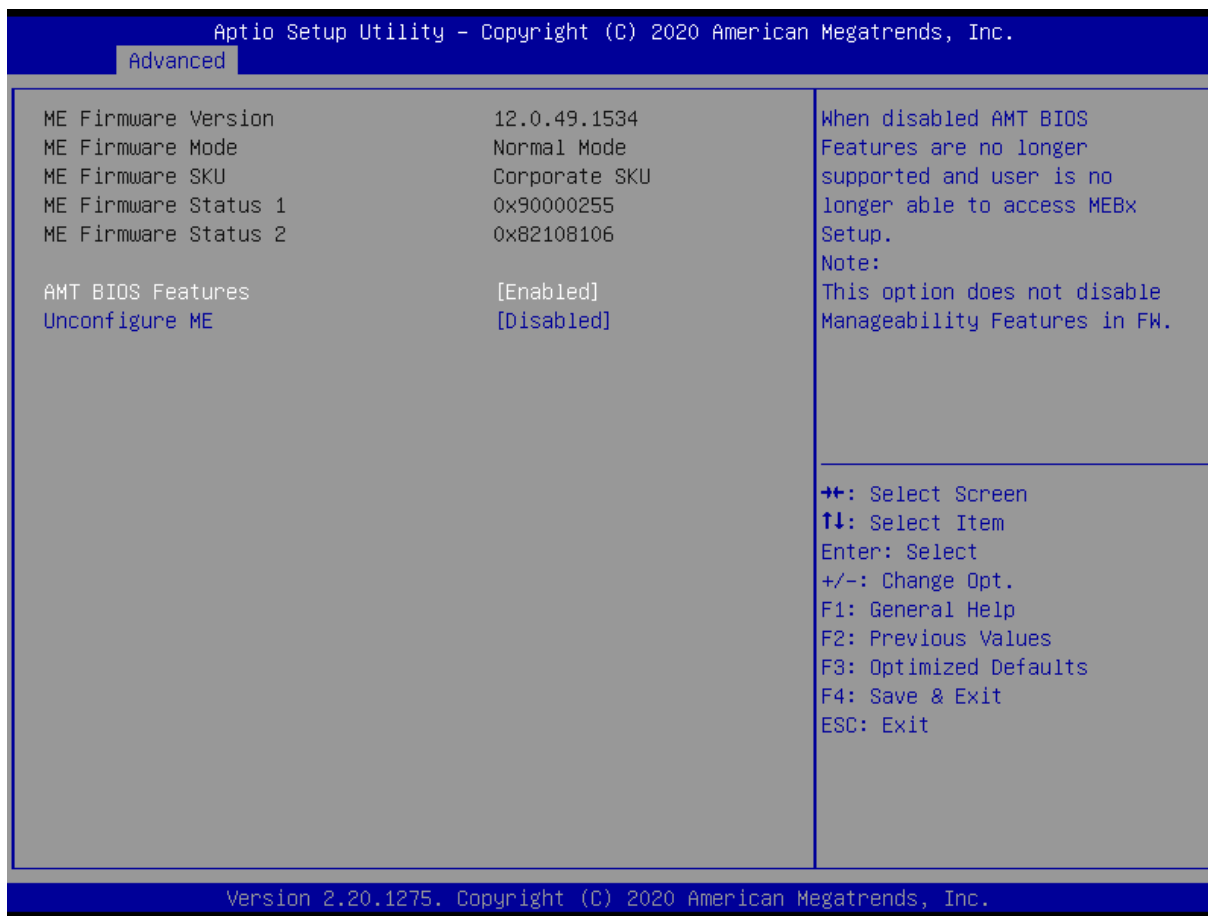 Aptio Setup Utility – Copyright (C) 2020 American Megatrends, Inc.
Advanced
ME Firmware Version 12.0.49.1534
ME Firmware Mode Normal Mode
ME Firmware SKU Corporate SKU
ME Firmware Status 1 0x90000255
ME Firmware Status 2 0x82108106
AMT BIOS Features [Enabled]
Unconfigure ME [Disabled]
When disabled AMT BIOS
Features are no longer
supported and user is no
longer able to access MEBx
Setup.
Note:
This option does not disable
Manageability Features in FW.
→←: Select Screen
↑↓: Select Item
Enter: Select
+/-: Change Opt.
F1: General Help
F2: Previous Values
F3: Optimized Defaults
F4: Save & Exit
ESC: Exit
Version 2.20.1275. Copyright (C) 2020 American Megatrends, Inc.